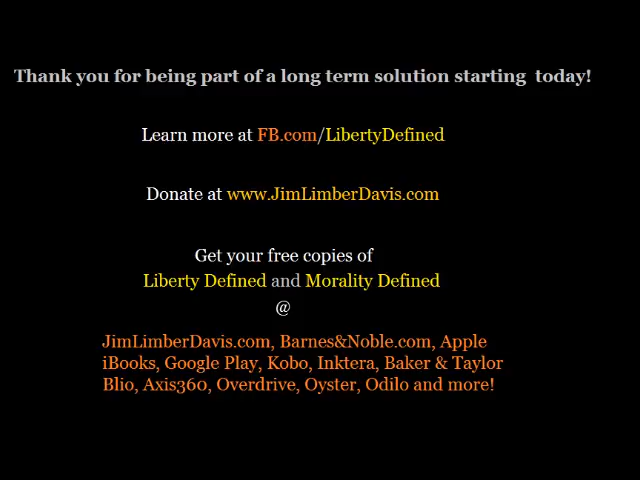 Thank you for being part of a long term solution starting today!
Learn more at FB.com/LibertyDefined
Donate at www.JimLimberDavis.com
Get your free copies of
Liberty Defined and Morality Defined
@
JimLimberDavis.com, Barnes&Noble.com, Apple
iBooks, Google Play, Kobo, Inktera, Baker & Taylor
Blio, Axis360, Overdrive, Oyster, Odilo and more!